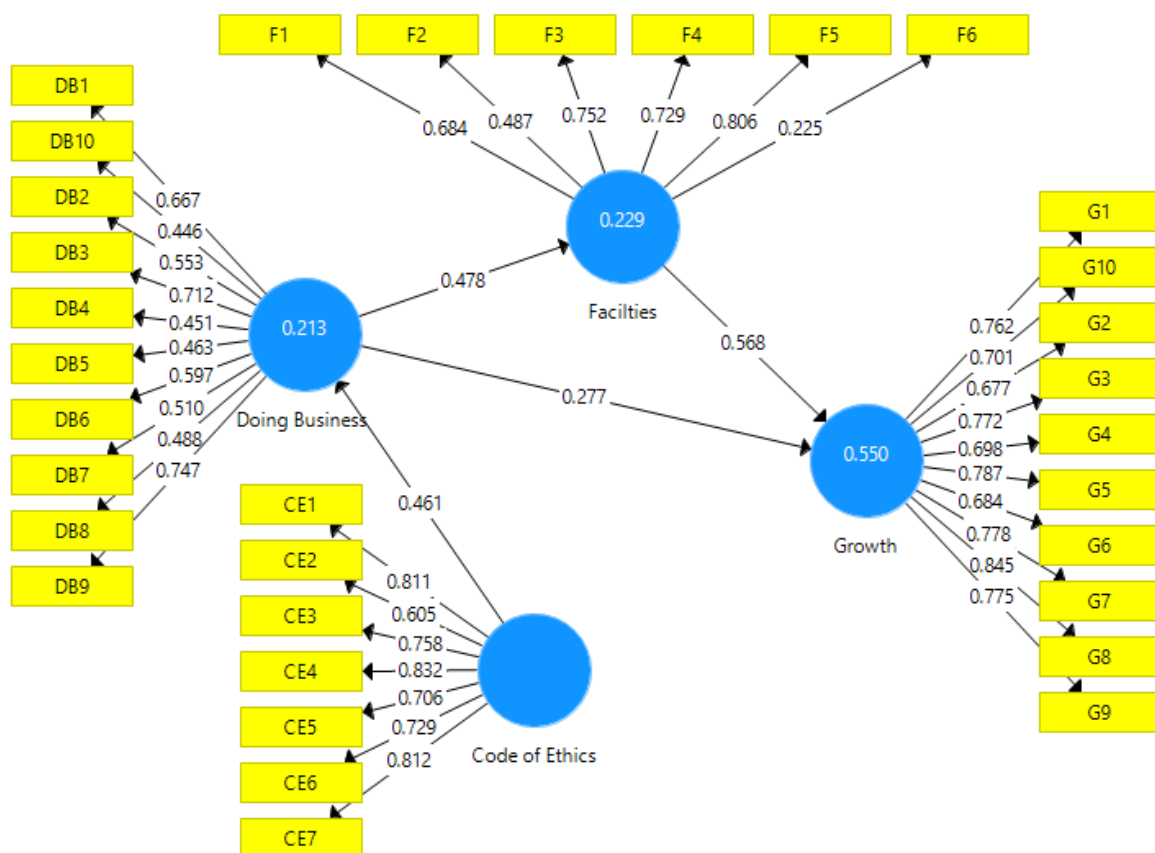 F1
F2
F3
F4
F5
F6
0.684
0.487
0.752
0.729
0.806
0.225
DB1
DB10
DB2
DB3
DB4
DB5
DB6
DB7
DB8
DB9
0.667
0.446
0.553
0.712
0.451
0.463
0.597
0.510
0.488
0.747
0.213
Doing Business
0.478
0.229
Facilties
0.568
0.277
0.461
0.550
Growth
0.762
0.701
0.677
0.772
0.698
0.787
0.684
0.778
0.845
0.775
G1
G10
G2
G3
G4
G5
G6
G7
G8
G9
CE1
CE2
CE3
CE4
CE5
CE6
CE7
0.811
0.605
0.758
0.832
0.706
0.729
0.812
Code of Ethics